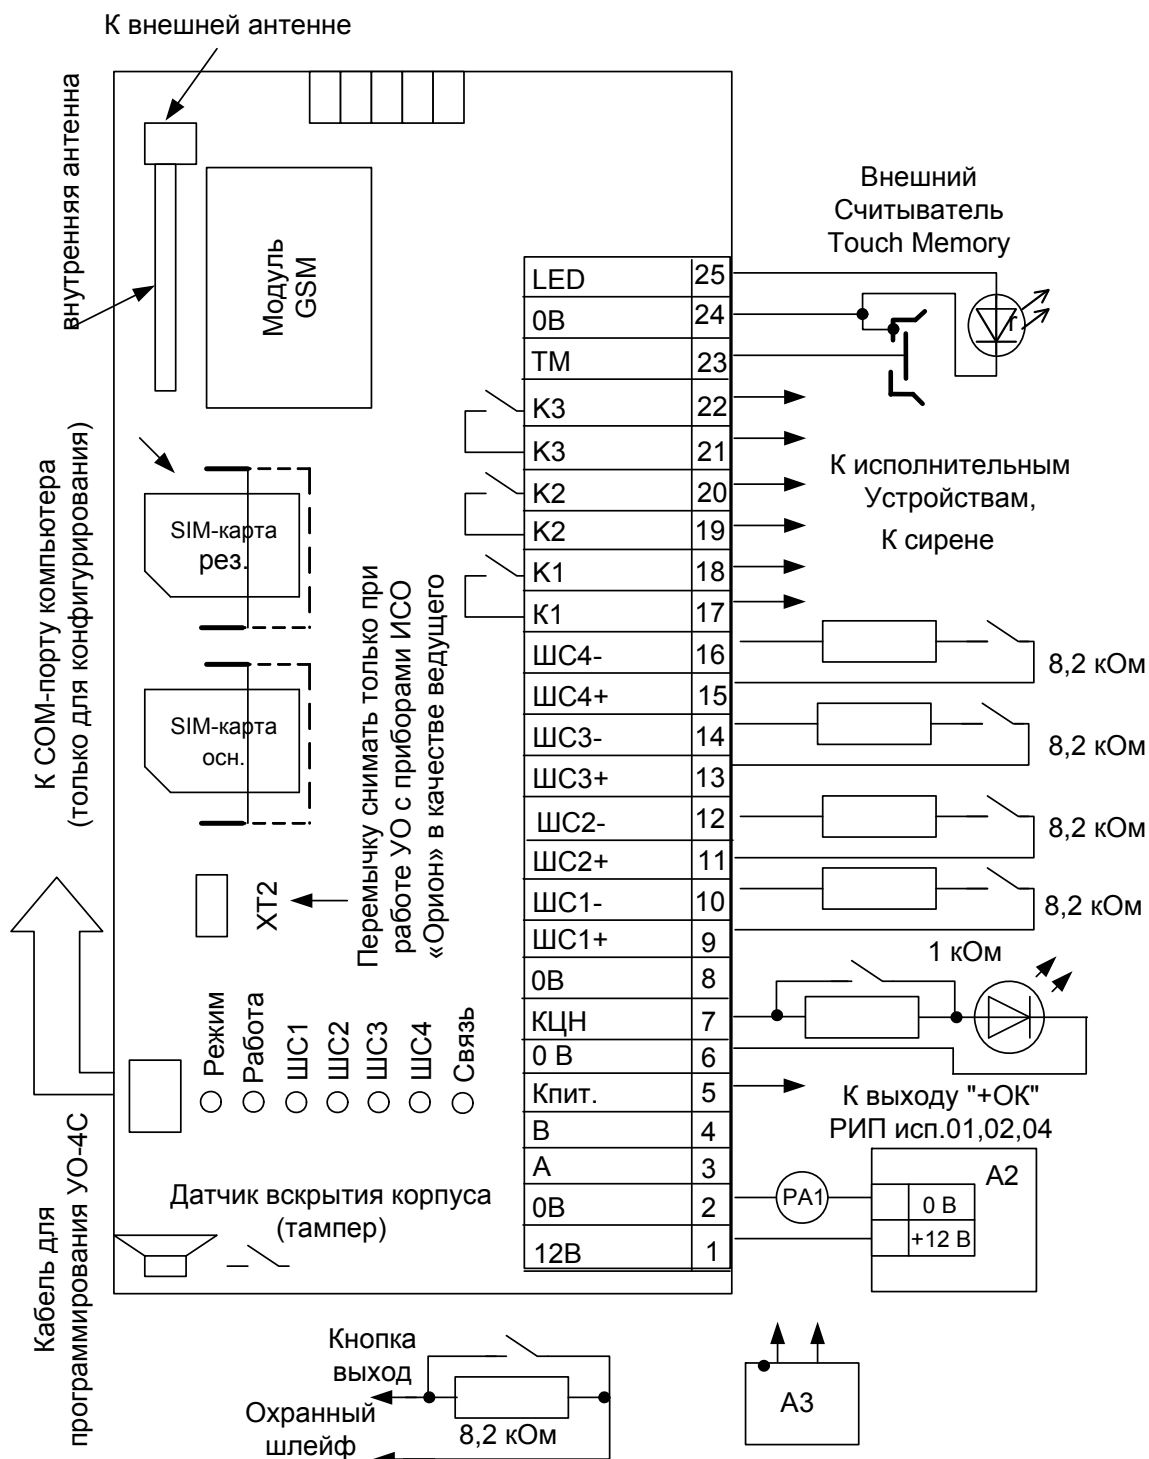 К внешней антенне
внутренняя антенна
Модуль
GSM
Внешний
Считыватель
Touch Memory
LED 25
0В 24
ТМ 23
К3 22
К3 21
К2 20
К2 19
К1 18
К1 17
ШС4- 16
ШС4+ 15
ШС3- 14
ШС3+ 13
ШС2- 12
ШС2+ 11
ШС1- 10
ШС1+ 9
0В 8
КЦН 7
0 В 6
Кпит. 5
В 4
А 3
0В 2
12В 1
r
К исполнительным
Устройствам,
К сирене
8,2 кОм
8,2 кОм
8,2 кОм
8,2 кОм
1 кОм
К выходу "+ОК"
РИП исп.01,02,04
РА1
А2
0 В
+12 В
А3
К СОМ-порту компьютера
(только для конфигурирования)
SIM-карта
рез.
SIM-карта
осн.
ХТ2
Перемычку снимать только при
работе УО с приборами ИСО
«Орион» в качестве ведущего
Режим
Работа
ШС1
ШС2
ШС3
ШС4
Связь
Кабель для
программирования УО-4С
Датчик вскрытия корпуса
(тампер)
Кнопка
выход
Охранный
шлейф
8,2 кОм